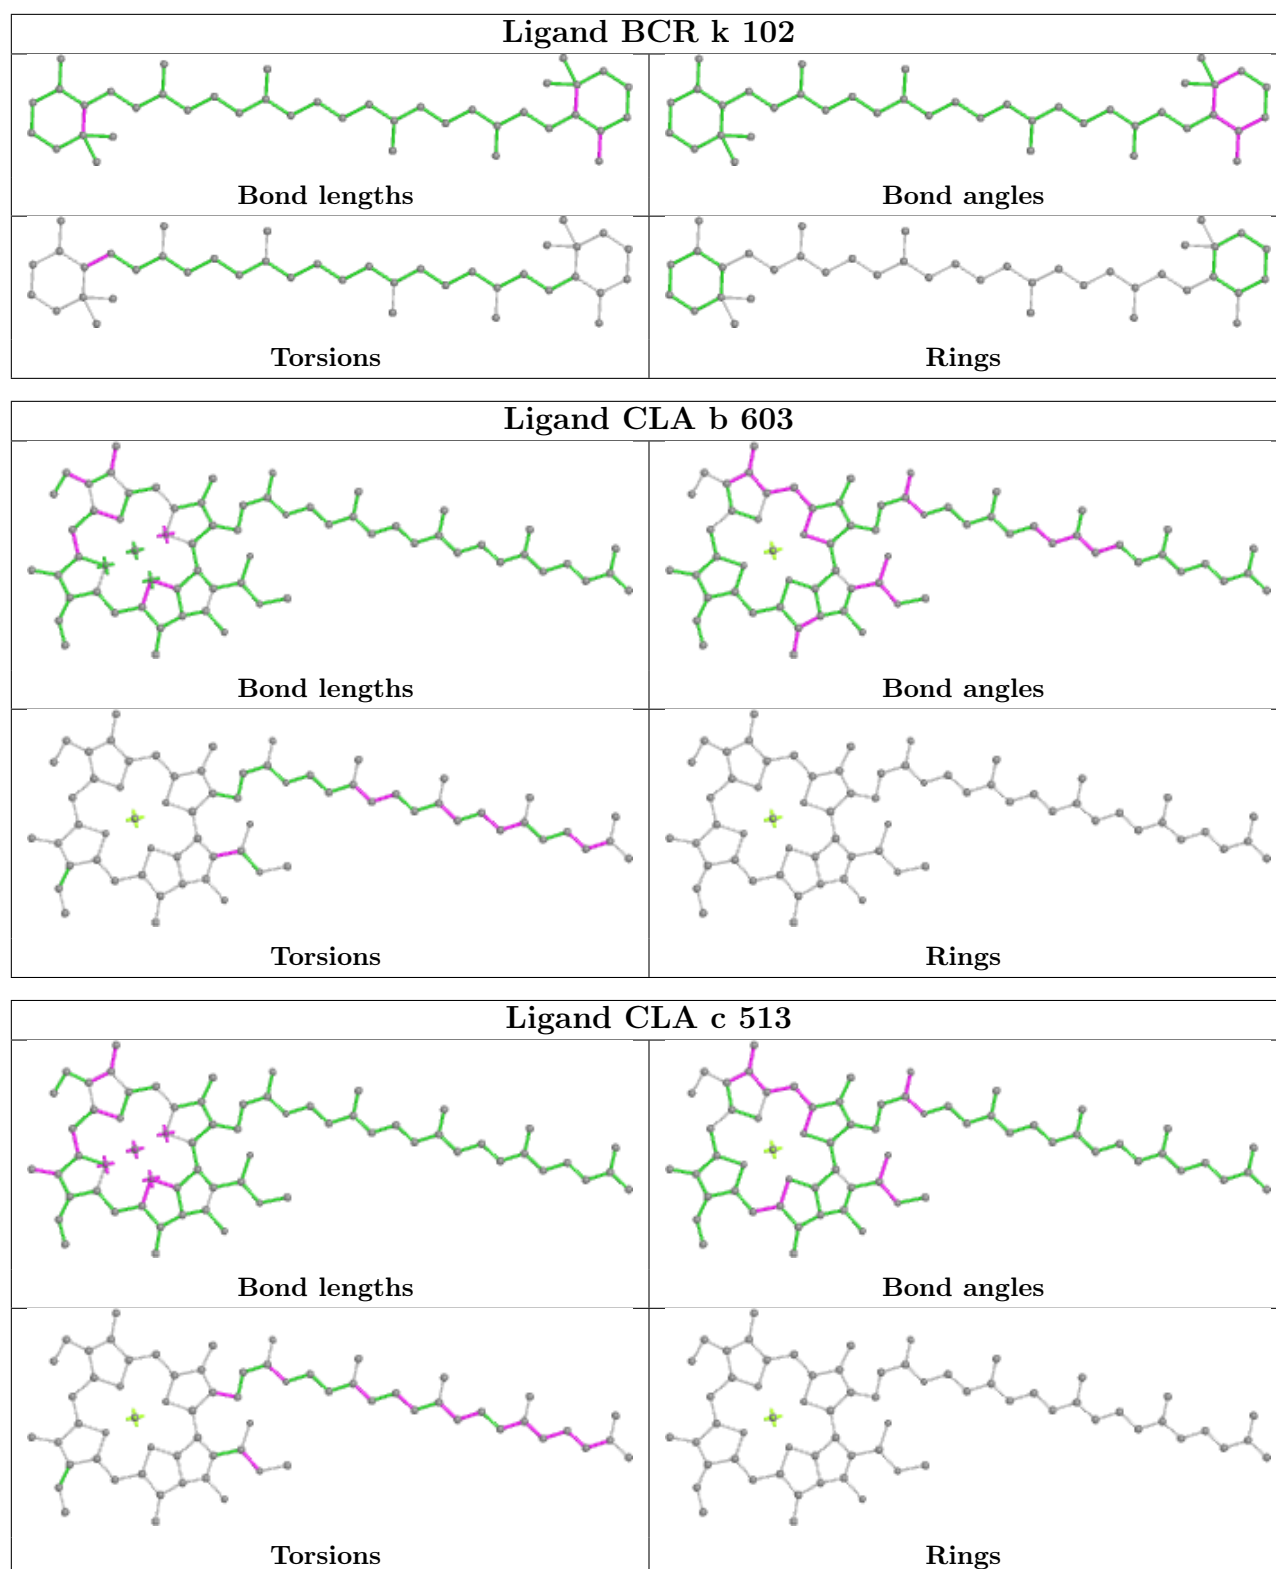 Ligand BCR k 102
Bond lengths
Bond angles
Torsions
Rings
Ligand CLA b 603
Bond lengths
Bond angles
Torsions
Rings
Ligand CLA c 513
Bond lengths
Bond angles
Torsions
Rings